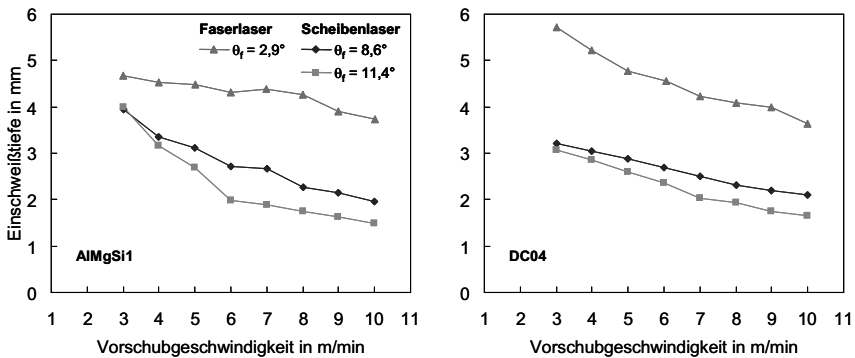 Einschweißtiefe in mm
6
5
4
3
2
1
0
Faserlaser
θf = 2,9°
Scheibenlaser
θf = 8,6°
θf = 11,4°
AlMgSi1
1 2 3 4 5 6 7 8 9 10 11
Vorschubgeschwindigkeit in m/min
6
5
4
3
2
1
0
DC04
1 2 3 4 5 6 7 8 9 10 11
Vorschubgeschwindigkeit in m/min